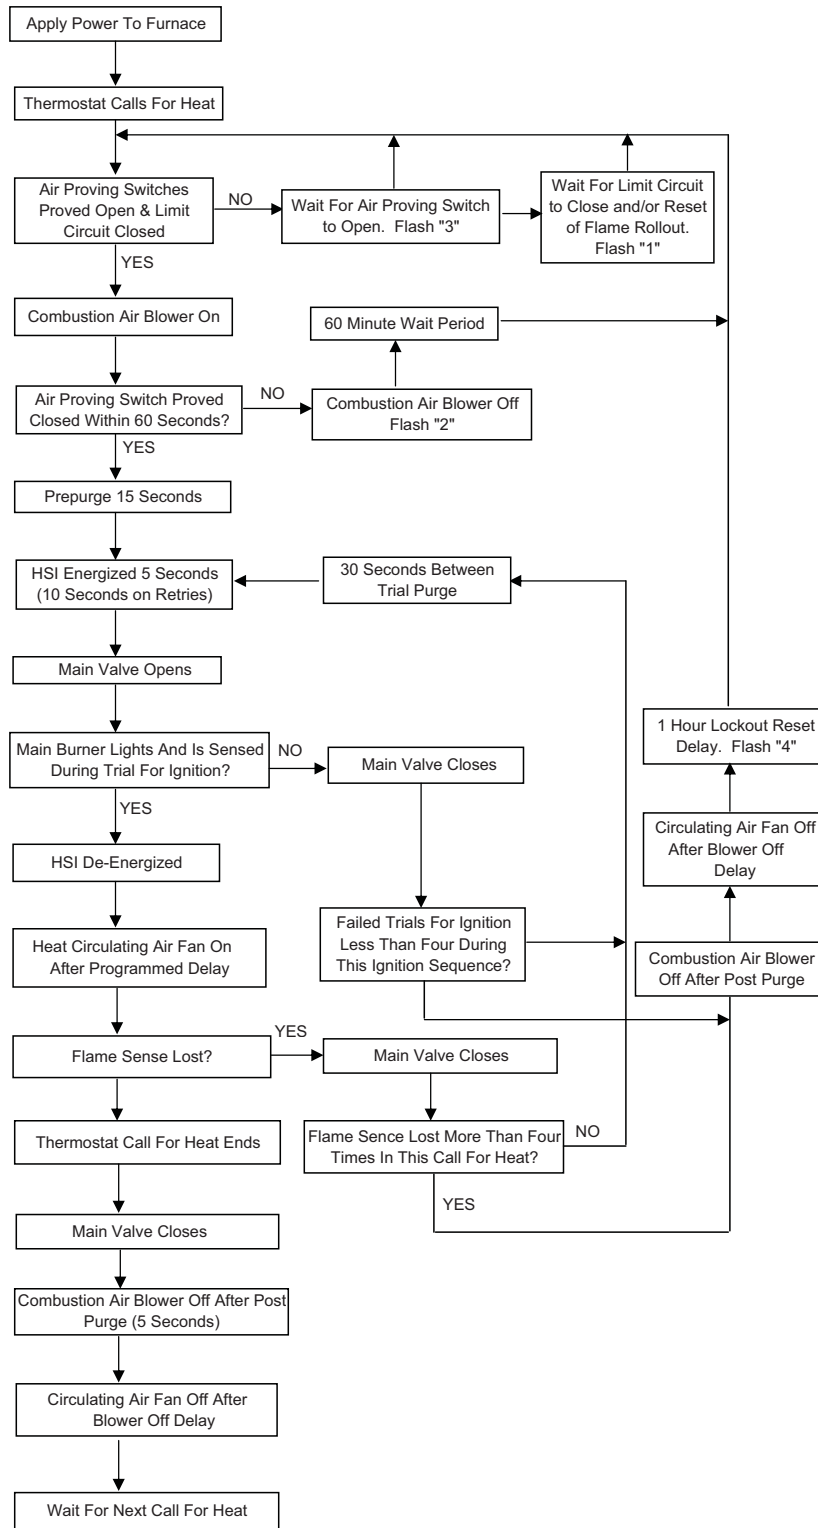 Apply Power To Furnace
Thermostat Calls For Heat
Air Proving Switches
Proved Open & Limit
Circuit Closed
NO
Wait For Air Proving Switch
to Open. Flash "3"
Wait For Limit Circuit
to Close and/or Reset
of Flame Rollout.
Flash "1"
YES
Combustion Air Blower On
60 Minute Wait Period
Air Proving Switch Proved
Closed Within 60 Seconds?
NO
Combustion Air Blower Off
Flash "2"
YES
Prepurge 15 Seconds
HSI Energized 5 Seconds
(10 Seconds on Retries)
30 Seconds Between
Trial Purge
Main Valve Opens
Main Burner Lights And Is Sensed
During Trial For Ignition?
NO
Main Valve Closes
1 Hour Lockout Reset
Delay. Flash "4"
YES
HSI De-Energized
Circulating Air Fan Off
After Blower Off
Delay
Heat Circulating Air Fan On
After Programmed Delay
Failed Trials For Ignition
Less Than Four During
This Ignition Sequence?
Combustion Air Blower
Off After Post Purge
Flame Sense Lost?
YES
Main Valve Closes
Thermostat Call For Heat Ends
Flame Sence Lost More Than Four
Times In This Call For Heat?
NO
YES
Main Valve Closes
Combustion Air Blower Off After Post
Purge (5 Seconds)
Circulating Air Fan Off After
Blower Off Delay
Wait For Next Call For Heat